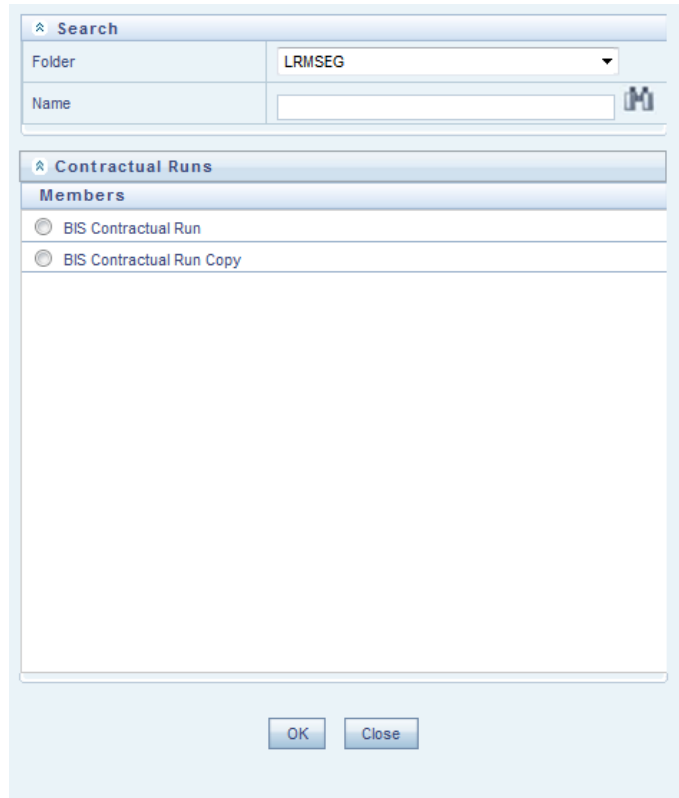 Search
Folder LRMSEG
Name
Contractual Runs
Members
BIS Contractual Run
BIS Contractual Run Copy
OK Close